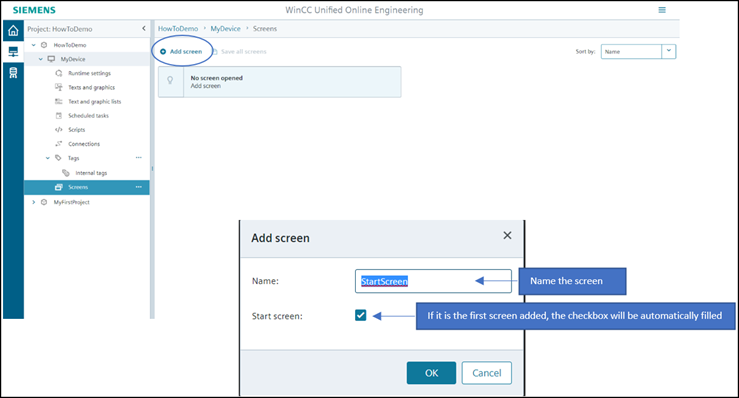 SIEMENS
WinCC Unified Online Engineering
Project: HowToDemo
HowToDemo
MyDevice
Runtime settings
Texts and graphics
Text and graphic lists
Scheduled tasks
Scripts
Connections
Tags
Internal tags
Screens
MyFirstProject
HowToDemo MyDevice Screens
Add screen Save all screens
Sort by: Name
No screen opened
Add screen
Add screen
Name: StartScreen
Name the screen
Start screen:
If it is the first screen added, the checkbox will be automatically filled
OK Cancel